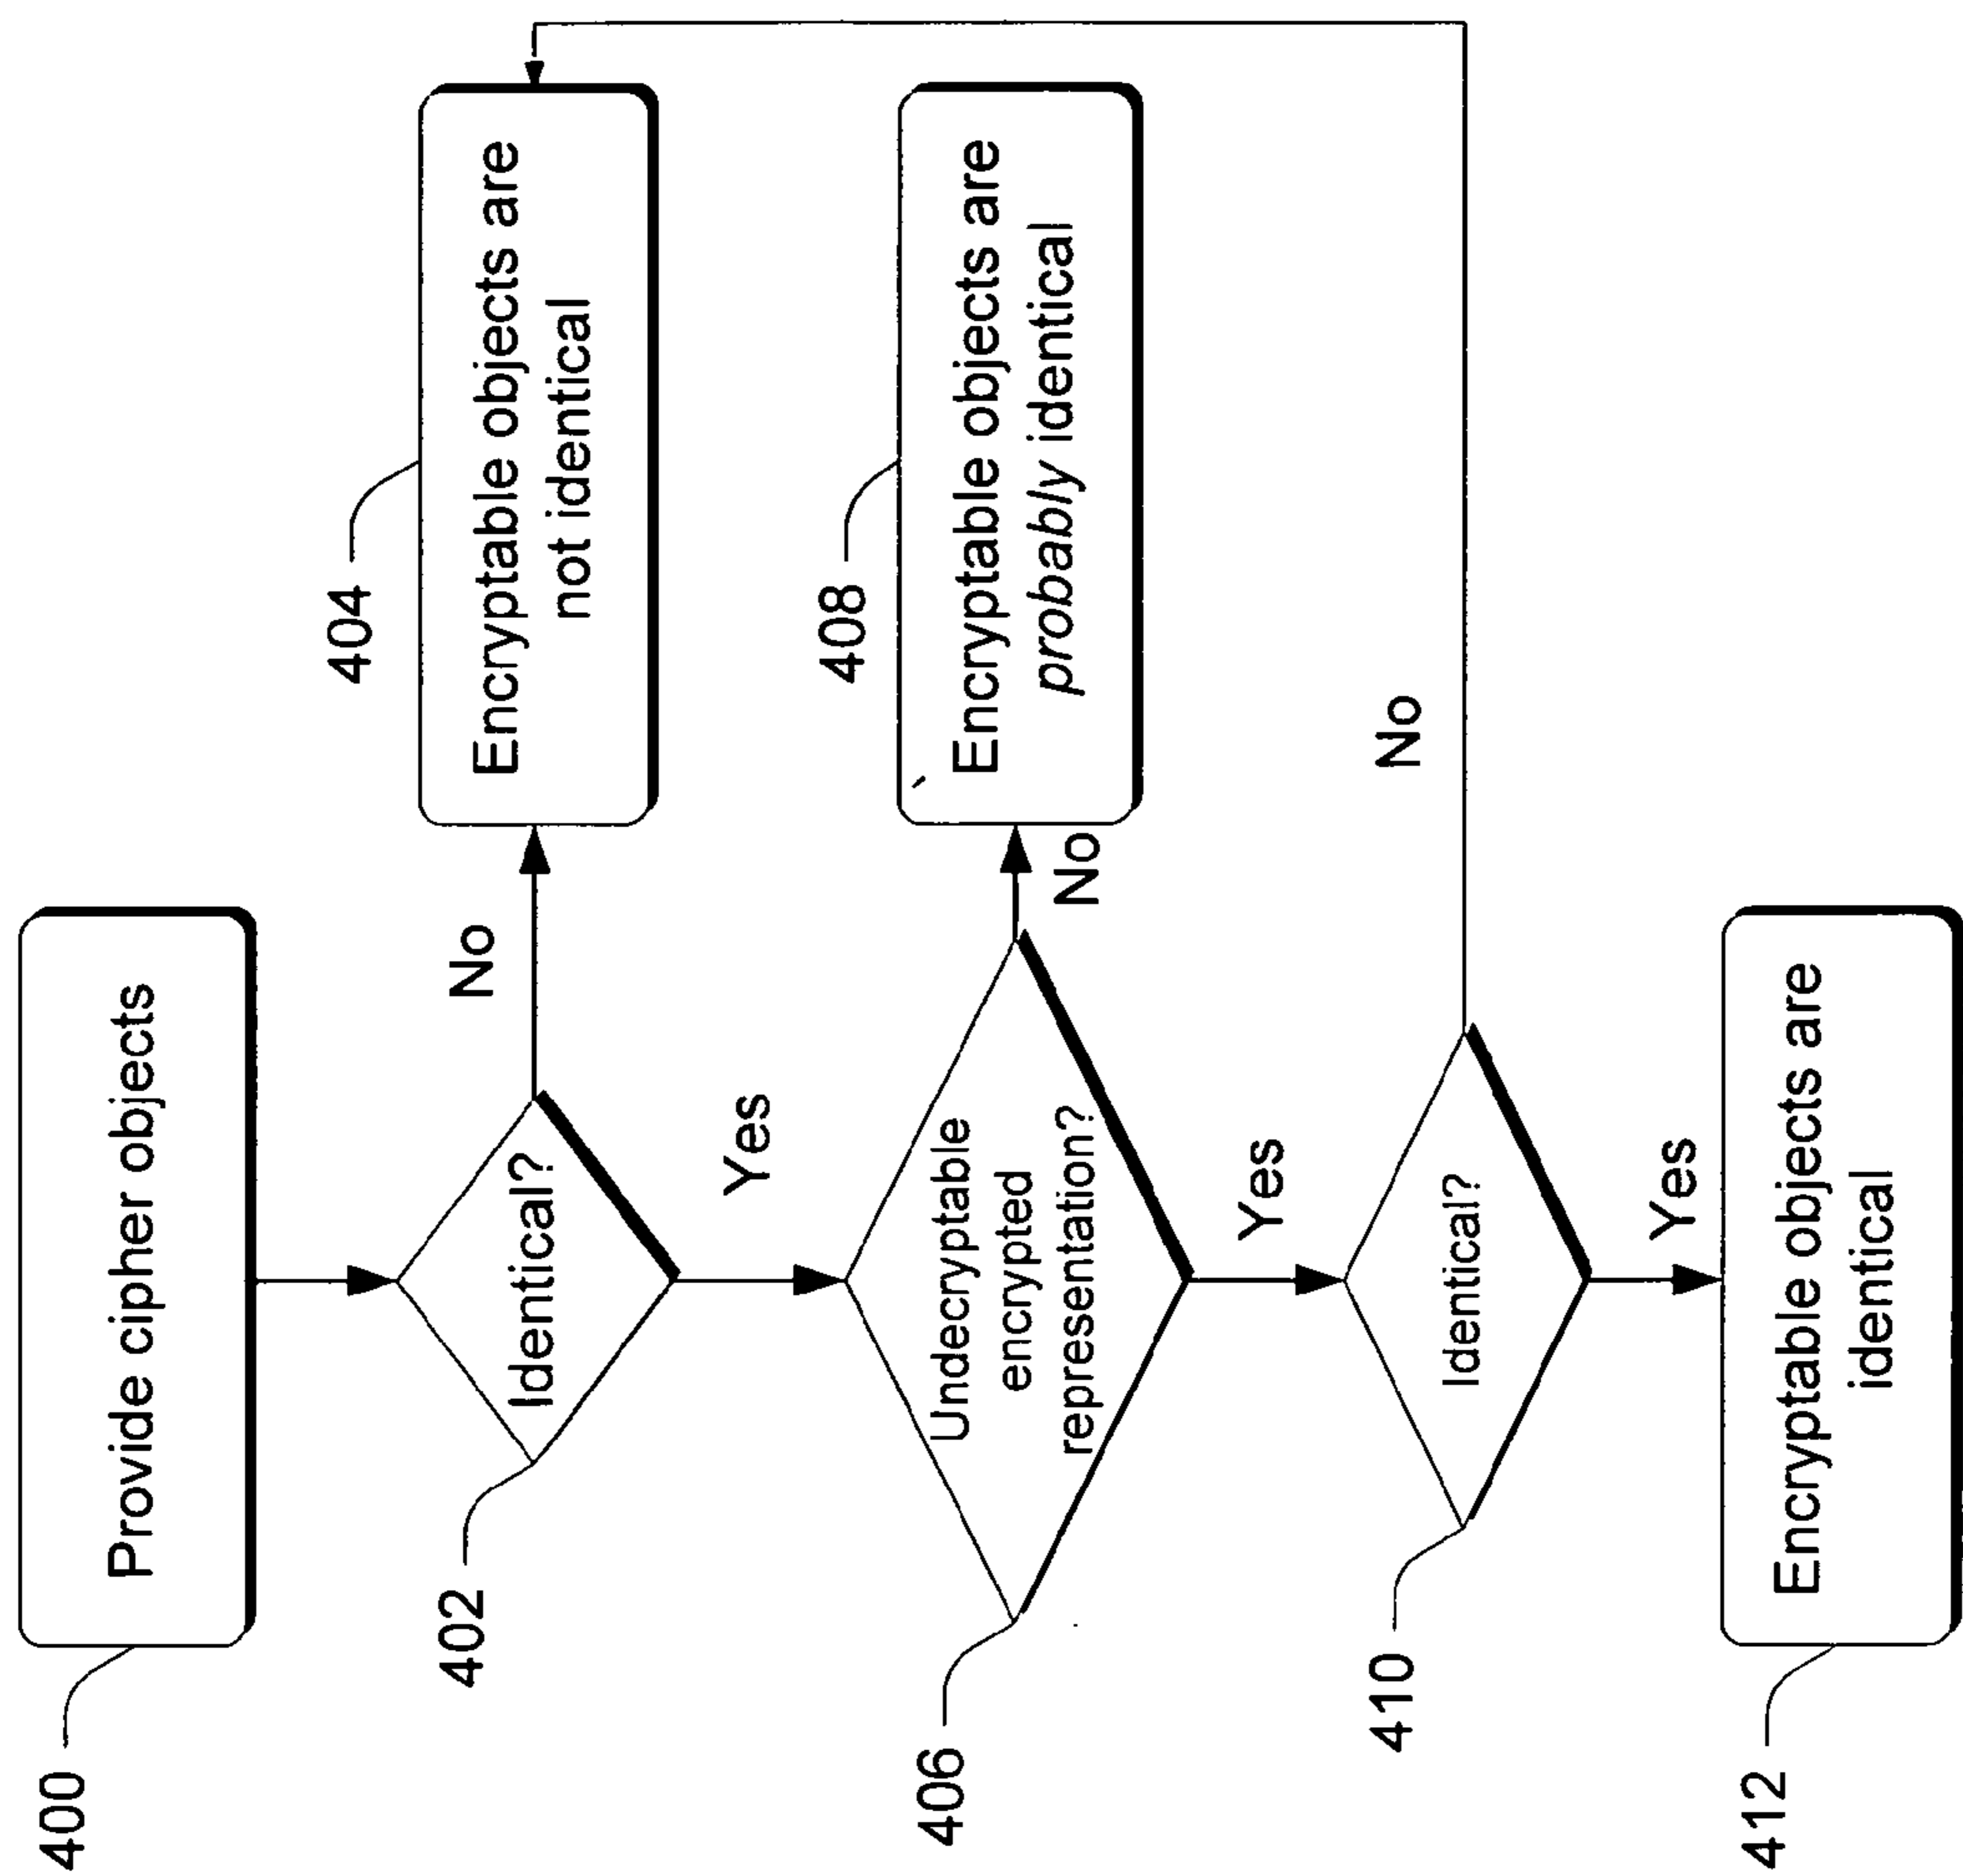 400
Provide cipher objects
402
Identical?
No
404
Encryptable objects are
not identical
Yes
406
Undecryptable
encrypted
representation?
No
408
Encryptable objects are
probably identical
Yes
410
Identical?
No
Yes
412
Encryptable objects are
identical